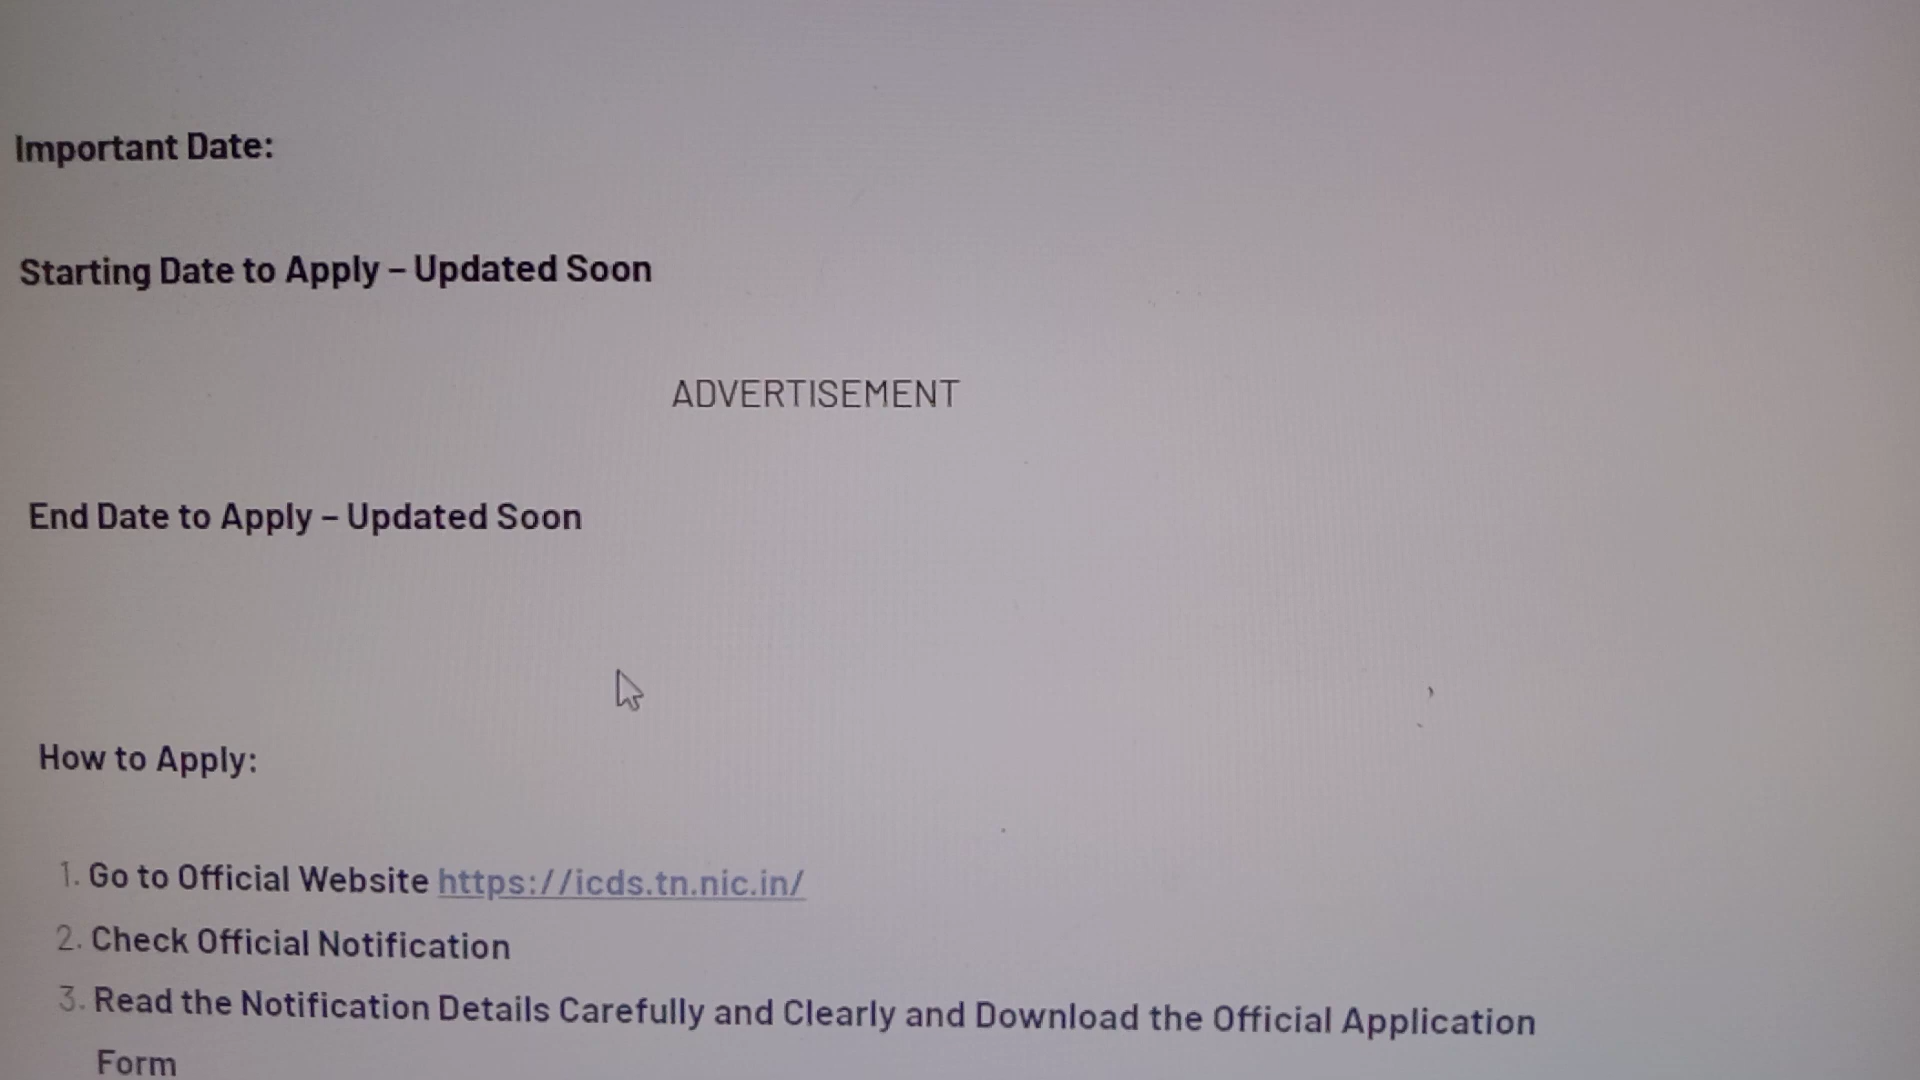 Important Date:
Starting Date to Apply – Updated Soon
ADVERTISEMENT
End Date to Apply – Updated Soon
How to Apply:
1. Go to Official Website https://icds.tn.nic.in/
2. Check Official Notification
3. Read the Notification Details Carefully and Clearly and Download the Official Application
Form